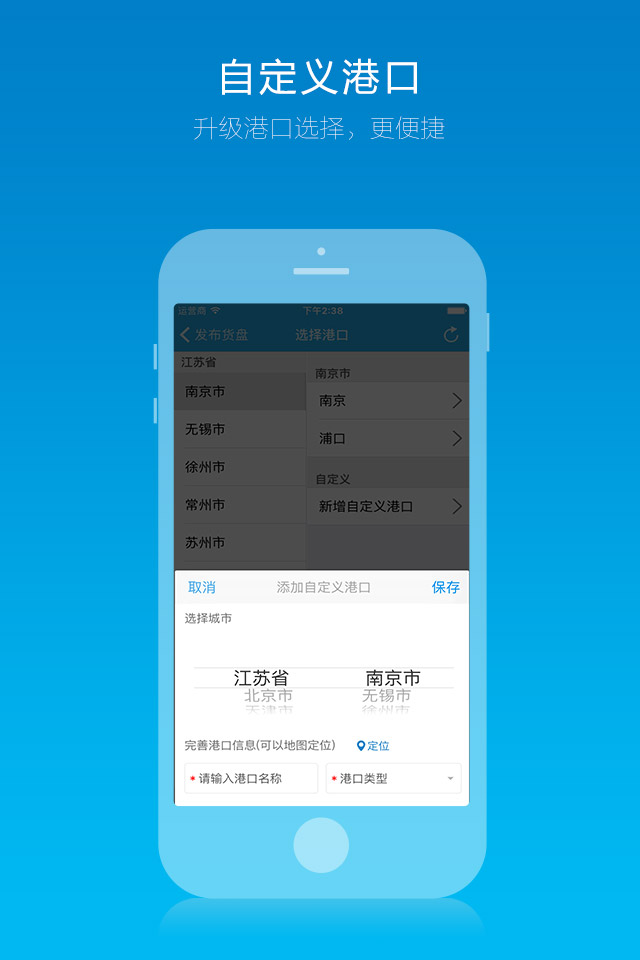 自定义港口
升级港口选择，更便捷
运营商 下午2:38
发布货盘 选择港口
江苏省
南京市
无锡市
徐州市
常州市
苏州市
南京市
南京
浦口
自定义
新增自定义港口
取消 添加自定义港口 保存
选择城市
江苏省 南京市
北京市 无锡市
天津市 徐州市
完善港口信息(可以地图定位) 定位
*请输入港口名称 *港口类型